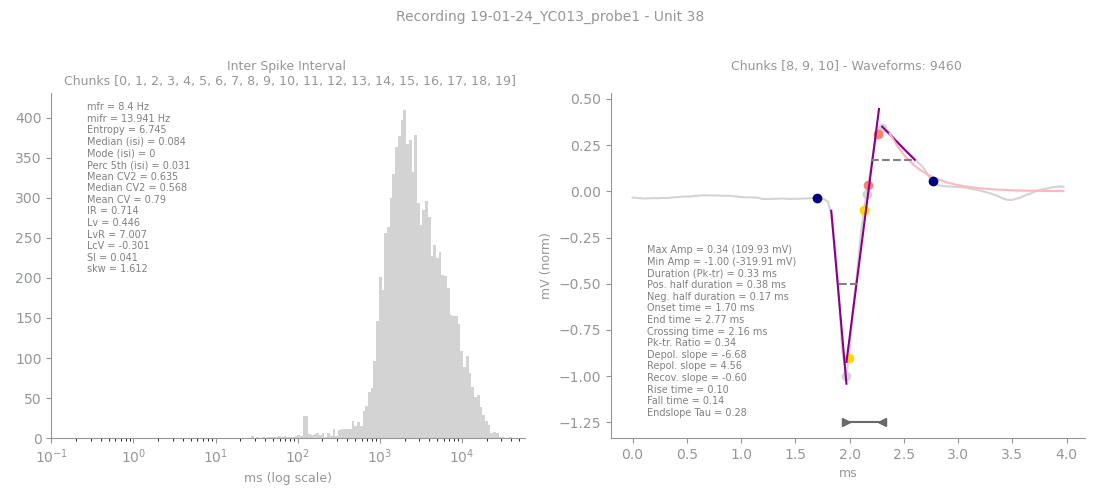 Recording 19-01-24_YC013_probe1 - Unit 38
Inter Spike Interval
Chunks [0, 1, 2, 3, 4, 5, 6, 7, 8, 9, 10, 11, 12, 13, 14, 15, 16, 17, 18, 19]
mfr = 8.4 Hz
mifr = 13.941 Hz
Entropy = 6.745
Median (isi) = 0.084
Mode (isi) = 0
Perc 5th (isi) = 0.031
Mean CV2 = 0.635
Median CV2 = 0.568
Mean CV = 0.79
IR = 0.714
Lv = 0.446
LvR = 7.007
LcV = -0.301
SI = 0.041
skw = 1.612
400
350
300
250
200
150
100
50
0
10⁻¹
10⁰
10¹
10²
10³
10⁴
ms (log scale)
Chunks [8, 9, 10] - Waveforms: 9460
0.50
0.25
0.00
−0.25
−0.50
−0.75
−1.00
−1.25
mV (norm)
Max Amp = 0.34 (109.93 mV)
Min Amp = -1.00 (-319.91 mV)
Duration (Pk-tr) = 0.33 ms
Pos. half duration = 0.38 ms
Neg. half duration = 0.17 ms
Onset time = 1.70 ms
End time = 2.77 ms
Crossing time = 2.16 ms
Pk-tr. Ratio = 0.34
Depol. slope = -6.68
Repol. slope = 4.56
Recov. slope = -0.60
Rise time = 0.10
Fall time = 0.14
Endslope Tau = 0.28
0.0
0.5
1.0
1.5
2.0
2.5
3.0
3.5
4.0
ms